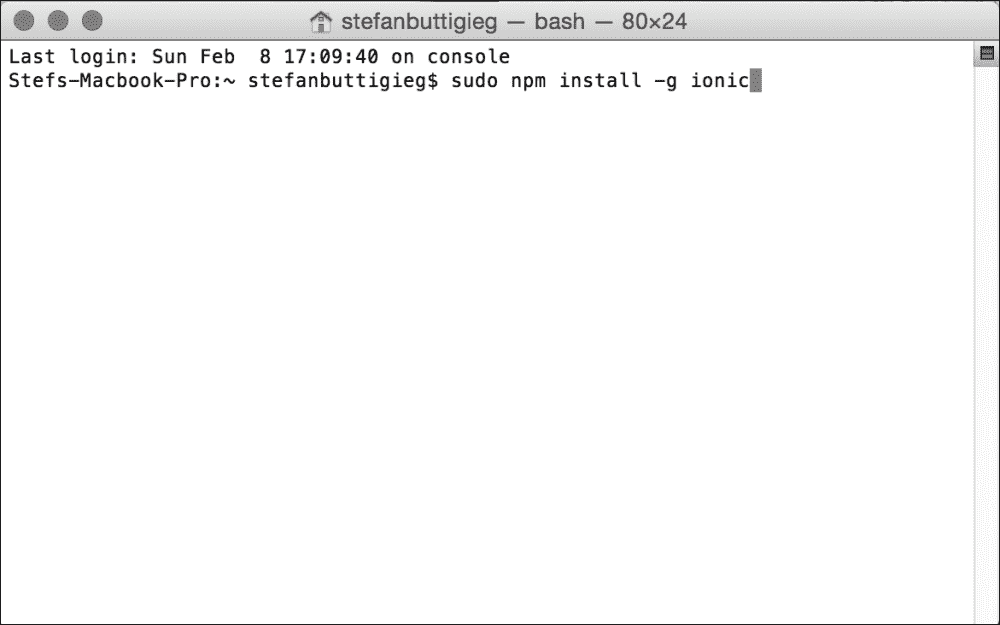 stefanbuttigieg — bash — 80×24
Last login: Sun Feb  8 17:09:40 on console
Stefs-Macbook-Pro:~ stefanbuttigieg$ sudo npm install -g ionic